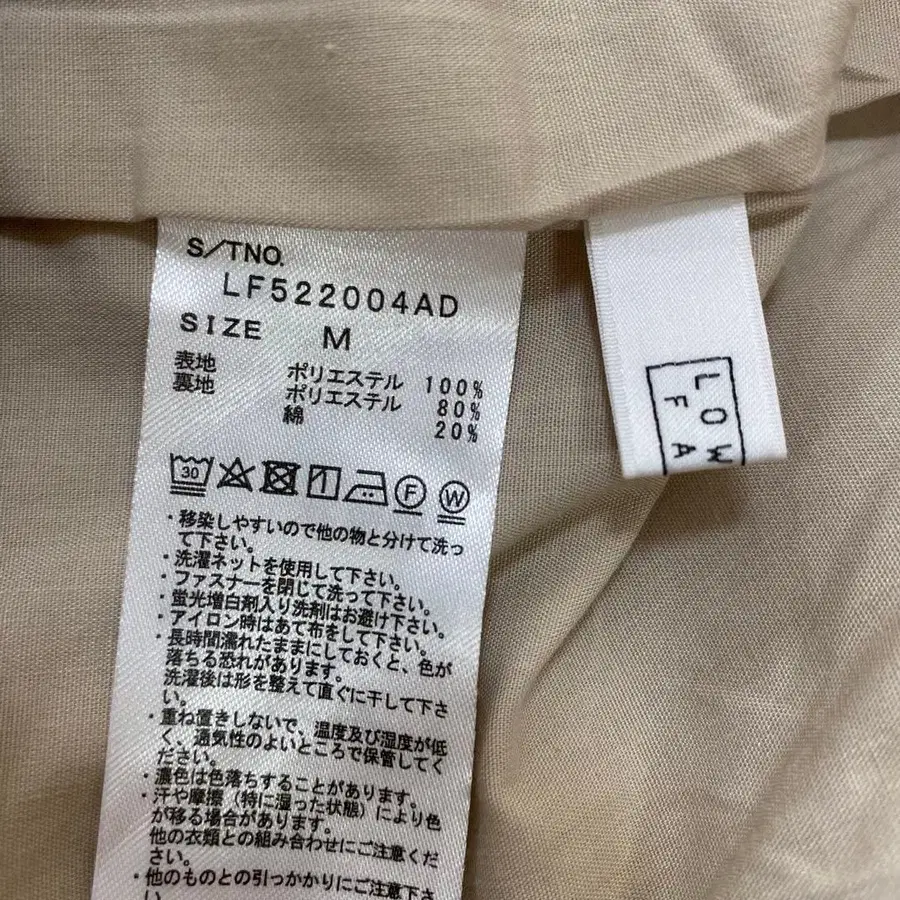 S/TNO.
LF522004AD
SIZE M
表地 ポリエステル 100%
裏地 ポリエステル 80%
綿 20%
30 F W
・移染しやすいので他の物と分けて洗っ
て下さい。
・洗濯ネットを使用して下さい。
・ファスナーを閉じて洗って下さい。
・蛍光増白剤入り洗剤はお避け下さい。
・アイロン時はあて布をして下さい。
・長時間濡れたままにしておくと、色が
落ちる恐れがあります。
洗濯後は形を整えて直ぐに干して下さ
い。
・重ね置きしないで、温度及び湿度が低
く、通気性のよいところで保管してく
ださい。
・濃色は色落ちすることがあります。
・汗や摩擦（特に湿った状態）により色
が移る場合があります。
他の衣類との組み合わせにご注意くだ
さい。
・他のものとの引っかかりにご注意下さ
い。
LOW
FA